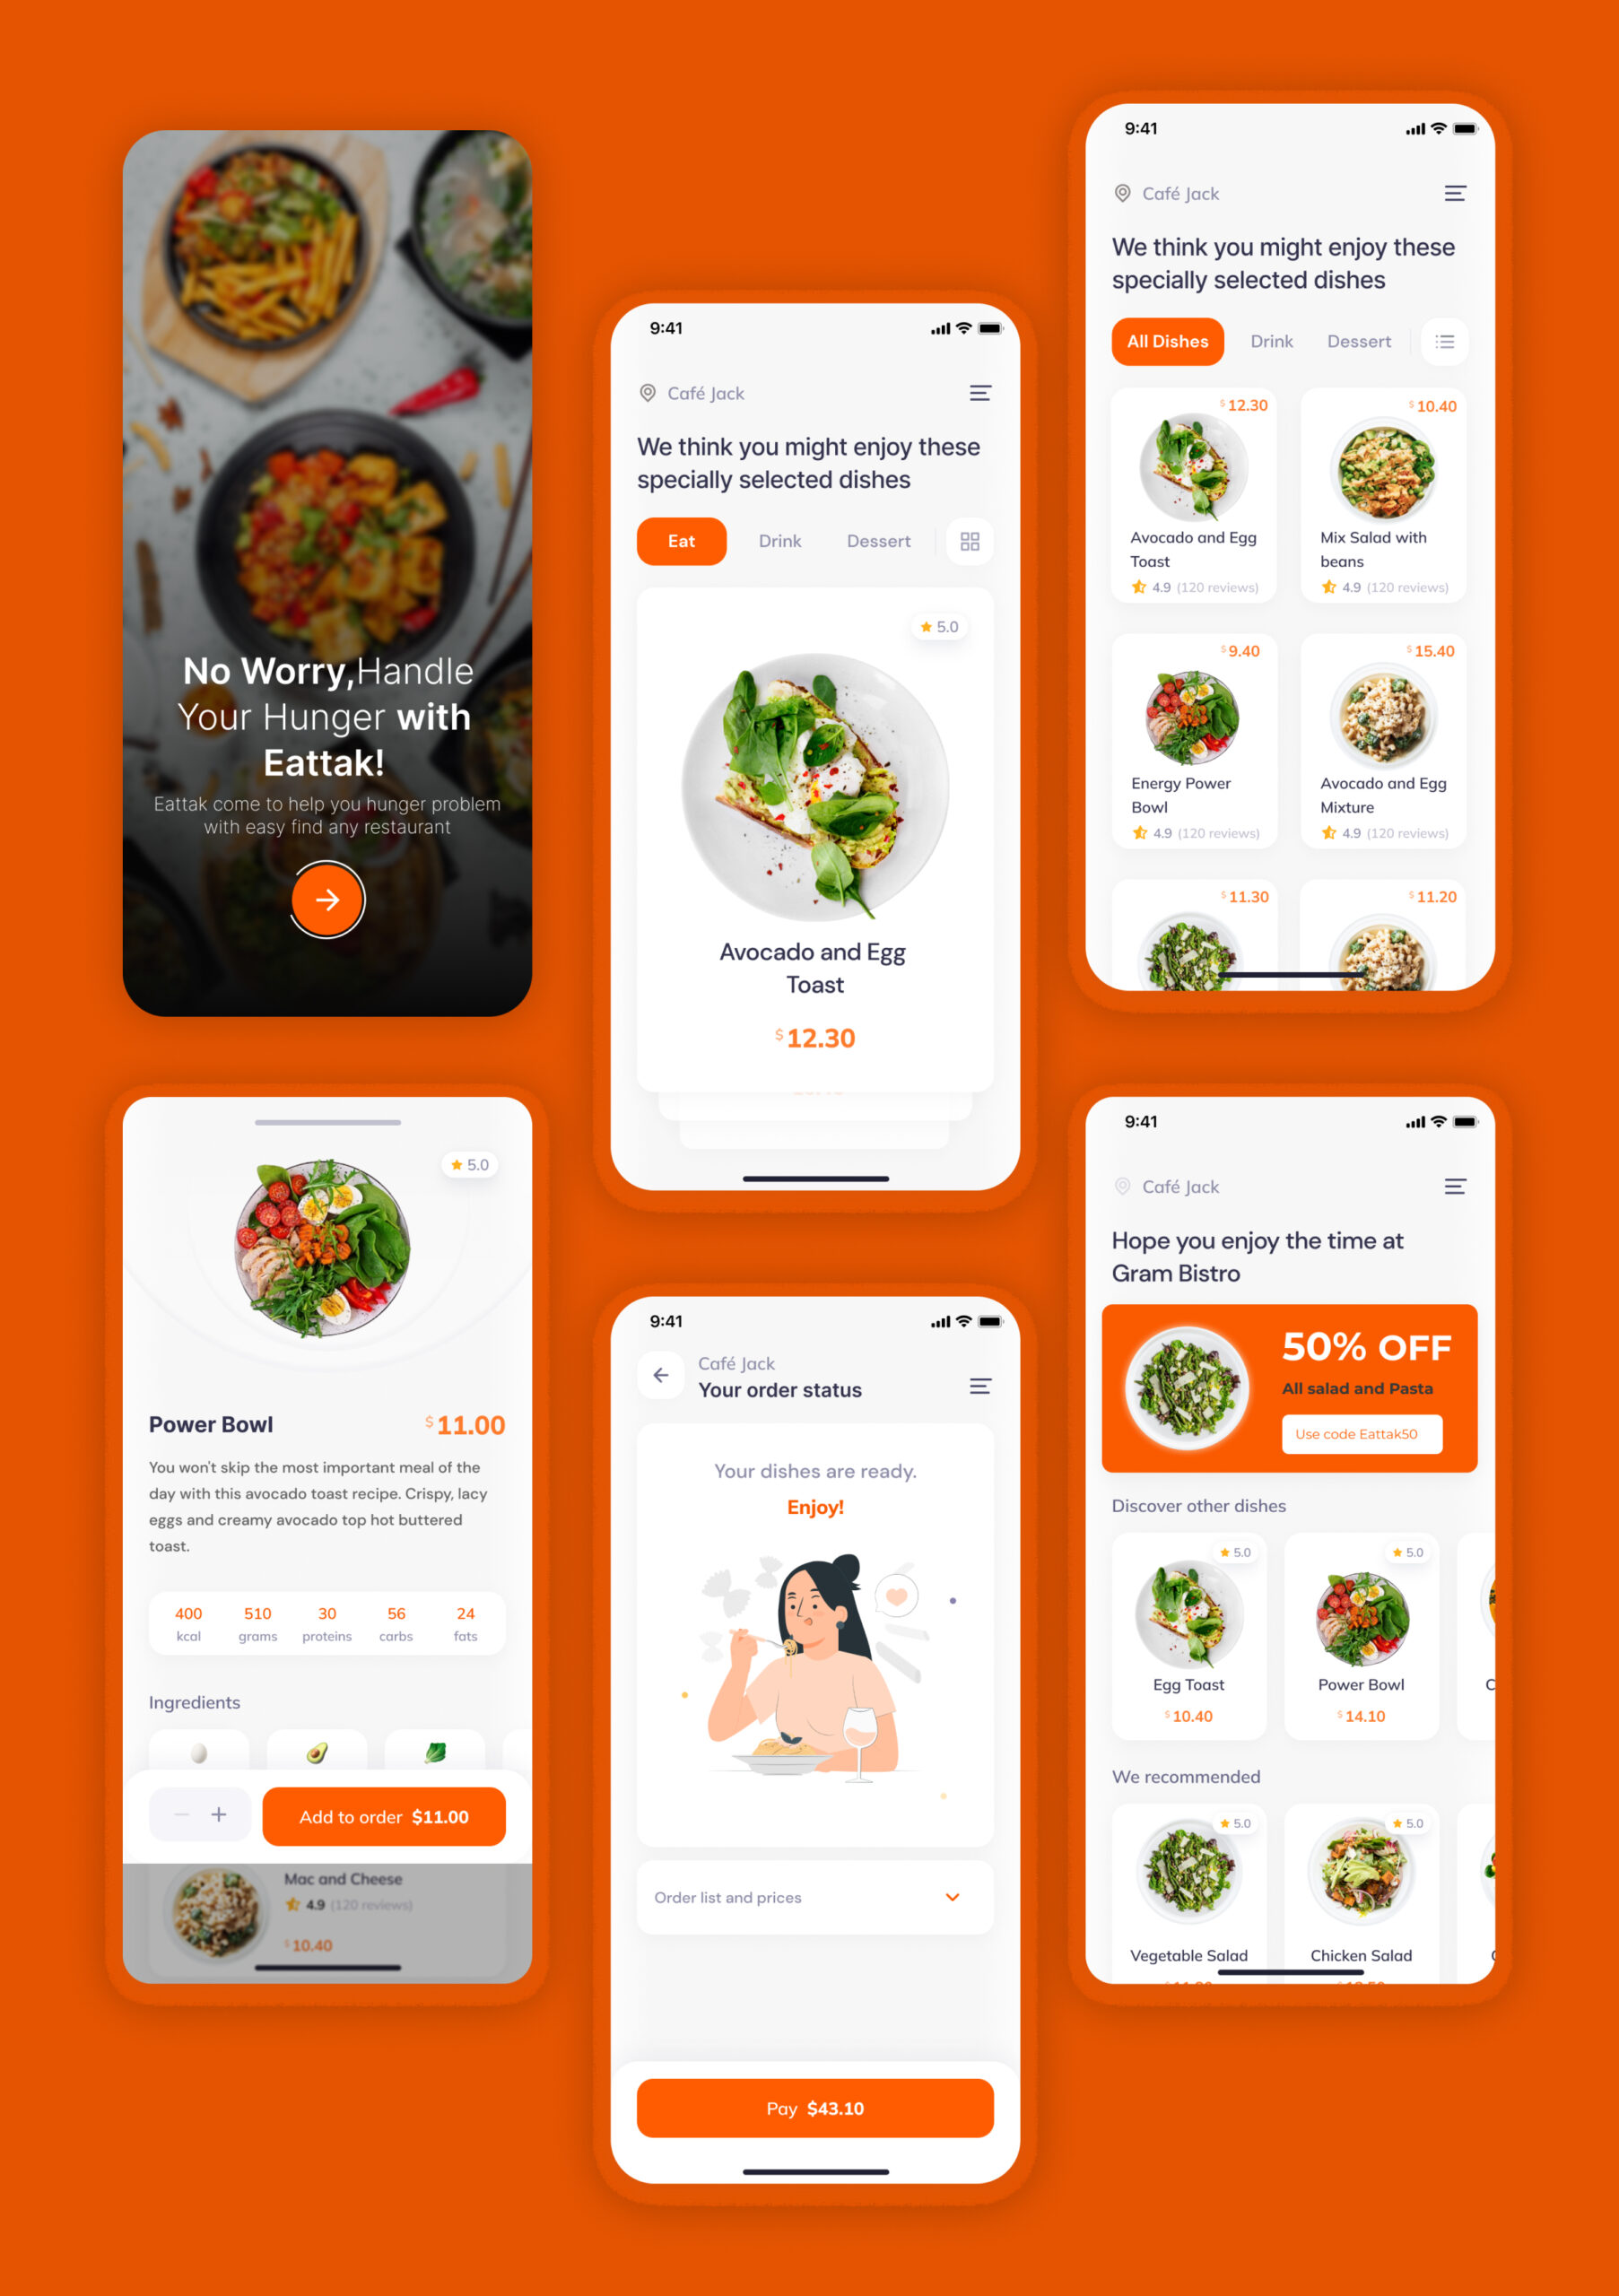 No Worry,Handle
Your Hunger with
Eattak!
Eattak come to help you hunger problem
with easy find any restaurant
9:41
Café Jack
We think you might enjoy these
specially selected dishes
Eat Drink Dessert
5.0
Avocado and Egg
Toast
$ 12.30
9:41
Café Jack
We think you might enjoy these
specially selected dishes
All Dishes Drink Dessert
$ 12.30
Avocado and Egg
Toast
4.9 (120 reviews)
$ 10.40
Mix Salad with
beans
4.9 (120 reviews)
$ 9.40
Energy Power
Bowl
4.9 (120 reviews)
$ 15.40
Avocado and Egg
Mixture
4.9 (120 reviews)
$ 11.30
$ 11.20
5.0
Power Bowl $ 11.00
You won't skip the most important meal of the
day with this avocado toast recipe. Crispy, lacy
eggs and creamy avocado top hot buttered
toast.
400 510 30 56 24
kcal grams proteins carbs fats
Ingredients
Add to order $11.00
Mac and Cheese
4.9 (120 reviews)
$ 10.40
9:41
Café Jack
Your order status
Your dishes are ready.
Enjoy!
Order list and prices
Pay $43.10
9:41
Café Jack
Hope you enjoy the time at
Gram Bistro
50% OFF
All salad and Pasta
Use code Eattak50
Discover other dishes
5.0
Egg Toast
$ 10.40
5.0
Power Bowl
$ 14.10
We recommended
5.0
Vegetable Salad
5.0
Chicken Salad